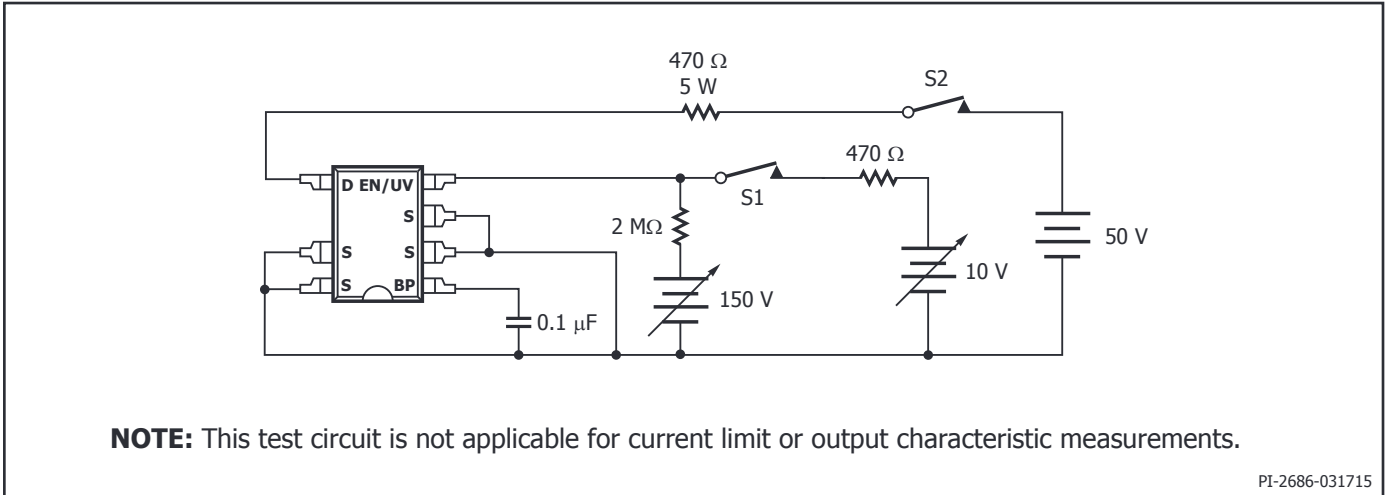 470 Ω
5 W
S2
470 Ω
D EN/UV
S
S1
2 MΩ
S S
50 V
10 V
S BP
150 V
0.1 μF
NOTE: This test circuit is not applicable for current limit or output characteristic measurements.
PI-2686-031715